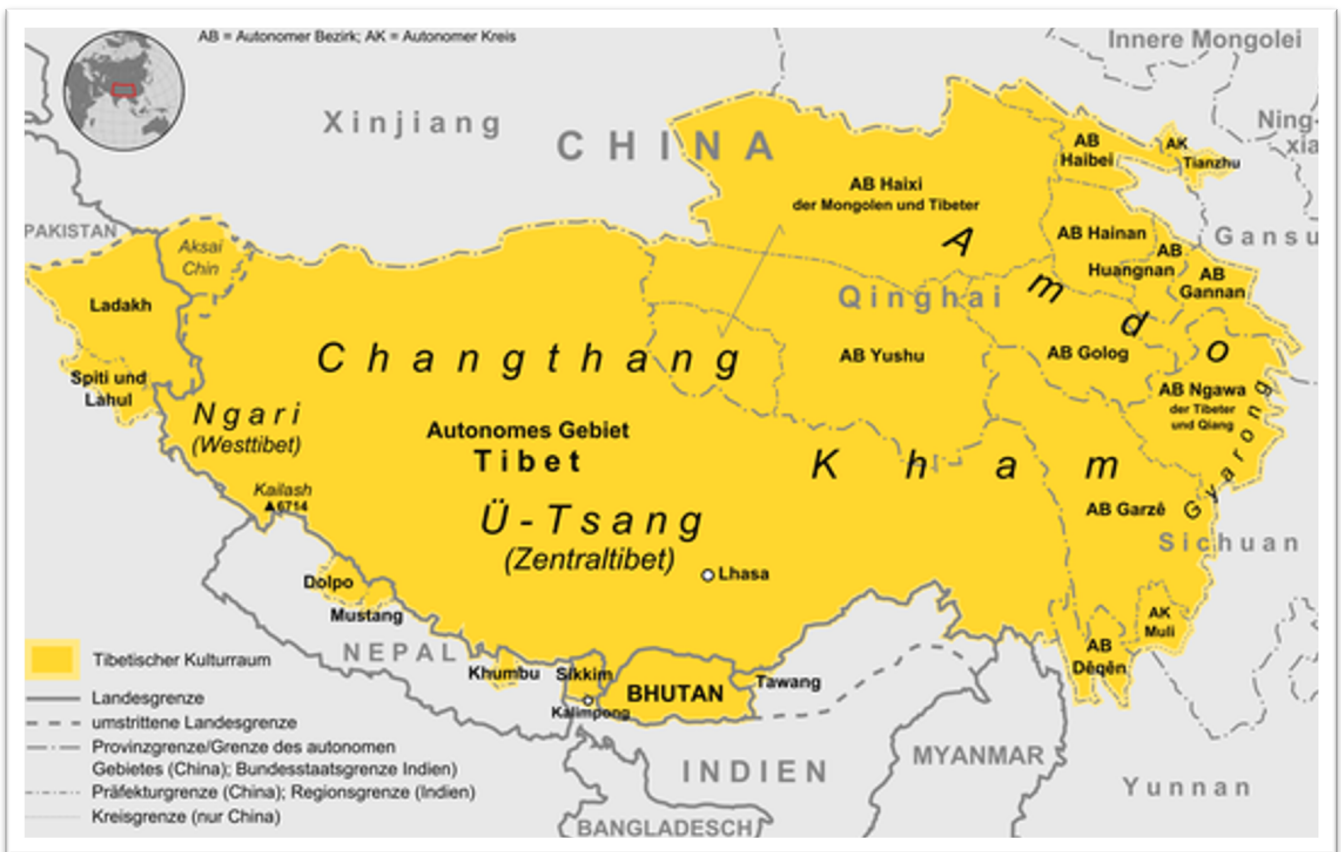 AB = Autonomer Bezirk; AK = Autonomer Kreis
Innere Mongolei
Xinjiang
CHINA
Ning-
xia
AB
Haibei
AK
Tianzhu
AB Haixi
der Mongolen und Tibeter
PAKISTAN
Aksai
Chin
A m d o
AB Hainan
Gansu
AB
Huangnan
AB
Gannan
Ladakh
Qinghai
Changthang
AB Yushu
AB Golog
Spiti und
Lahul
AB Ngawa
der Tibeter
und Qiang
Gyarong
Ngari
(Westtibet)
Autonomes Gebiet
Tibet
Kham
Kailash
▲6714
AB Garzê
Ü-Tsang
(Zentraltibet)
Sichuan
Lhasa
Dolpo
Mustang
AK
Muli
NEPAL
AB
Dêqên
Khumbu
Sikkim
BHUTAN
Tawang
Kalimpong
MYANMAR
INDIEN
Yunnan
BANGLADESCH
Tibetischer Kulturraum
Landesgrenze
umstrittene Landesgrenze
Provinzgrenze/Grenze des autonomen
Gebietes (China); Bundesstaatsgrenze Indien)
Präfekturgrenze (China); Regionsgrenze (Indien)
Kreisgrenze (nur China)